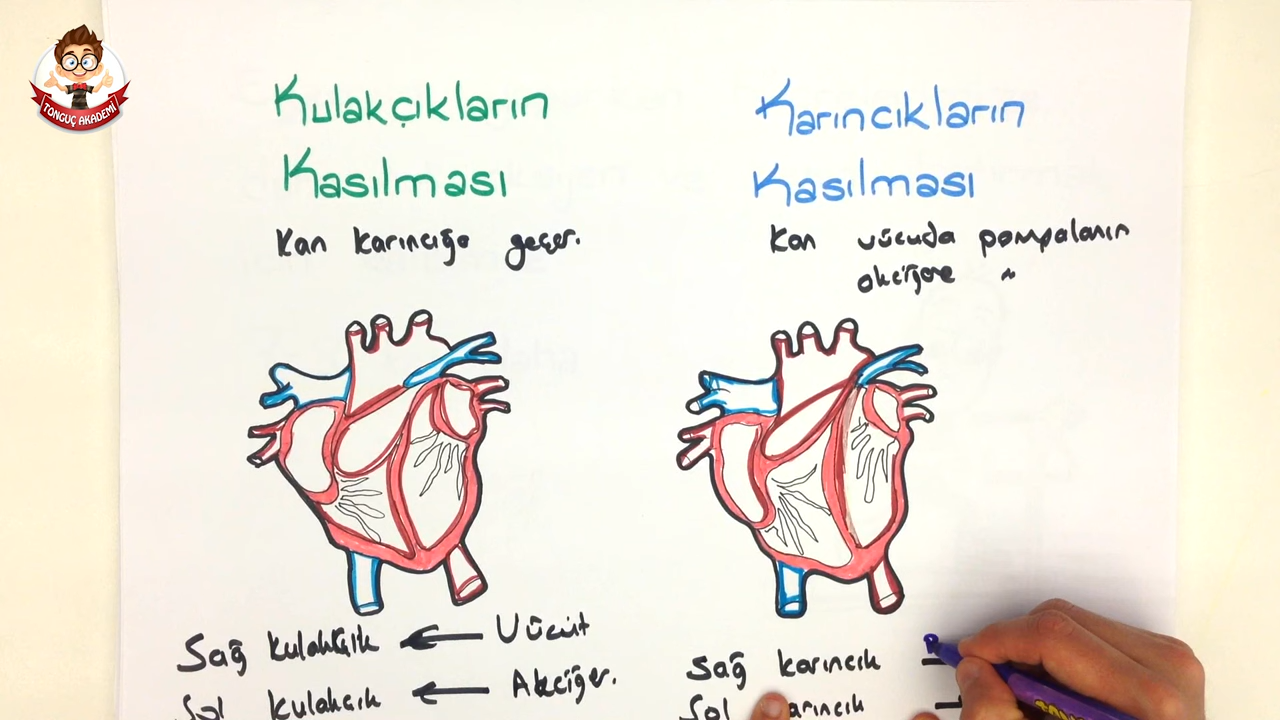 TONGUÇ AKADEMİ
Kulakçıkların
Kasılması
Kan karıncığa geçer.
Karıncıkların
Kasılması
Kan vücuda pompalanır
akciğere "
Sağ kulakçık ← Vücut
Sol kulakçık ← Akciğer.
Sağ karıncık
Sol karıncık